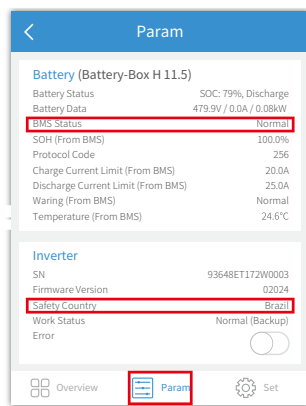 Param
Battery (Battery-Box H 11.5)
Battery Status SOC: 79%, Discharge
Battery Data 479.9V / 0.0A / 0.08kW
BMS Status Normal
SOH (From BMS) 100.0%
Protocol Code 256
Charge Current Limit (From BMS) 20.0A
Discharge Current Limit (From BMS) 25.0A
Waring (From BMS) Normal
Temperature (From BMS) 24.6°C
Inverter
SN 93648ET172W0003
Firmware Version 02024
Safety Country Brazil
Work Status Normal (Backup)
Error
Overview Param Set